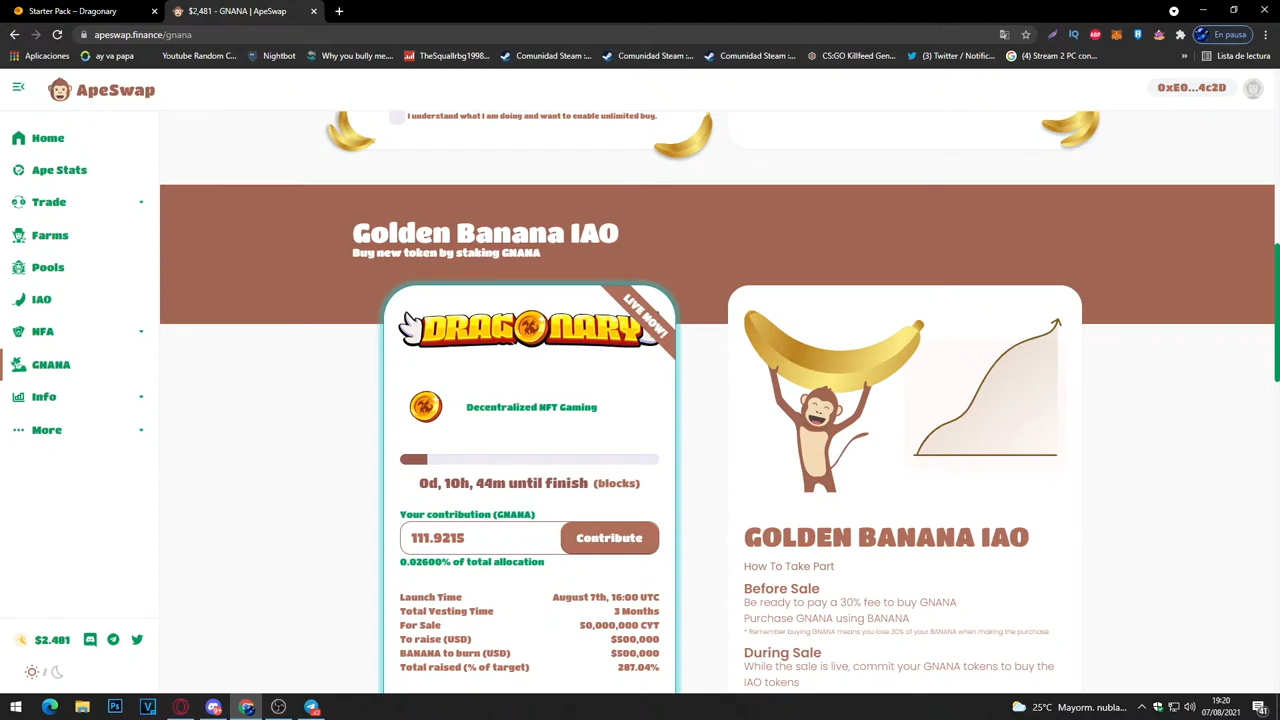 Starter Pack - Dragonary
$2,481 - GNANA | ApeSwap
apeswap.finance/gnana
En pausa
Aplicaciones
ay va papa
YouTube Random C...
Nightbot
Why you bully me....
TheSquallrg1998...
Comunidad Steam :...
Comunidad Steam :...
Comunidad Steam :...
CS:GO Killfeed Gen...
(3) Twitter / Notific...
(4) Stream 2 PC con...
Lista de lectura
ApeSwap
0xE0...4c2D
I understand what I am doing and want to enable unlimited buy.
Home
Ape Stats
Trade
Farms
Pools
IAO
NFA
GNANA
Info
More
$2.481
Golden Banana IAO
Buy new token by staking GNANA
LIVE NOW!
DRAGONARY
Decentralized NFT Gaming
0d, 10h, 44m until finish (blocks)
Your contribution (GNANA)
111.9215
Contribute
0.02600% of total allocation
Launch Time August 7th, 16:00 UTC
Total Vesting Time 3 Months
For Sale 50,000,000 CYT
To raise (USD) $500,000
BANANA to burn (USD) $500,000
Total raised (% of target) 287.04%
GOLDEN BANANA IAO
How To Take Part
Before Sale
Be ready to pay a 30% fee to buy GNANA
Purchase GNANA using BANANA
* Remember buying GNANA means you lose 30% of your BANANA when making the purchase
During Sale
While the sale is live, commit your GNANA tokens to buy the
IAO tokens
25°C Mayorm. nubla...
19:20
07/08/2021